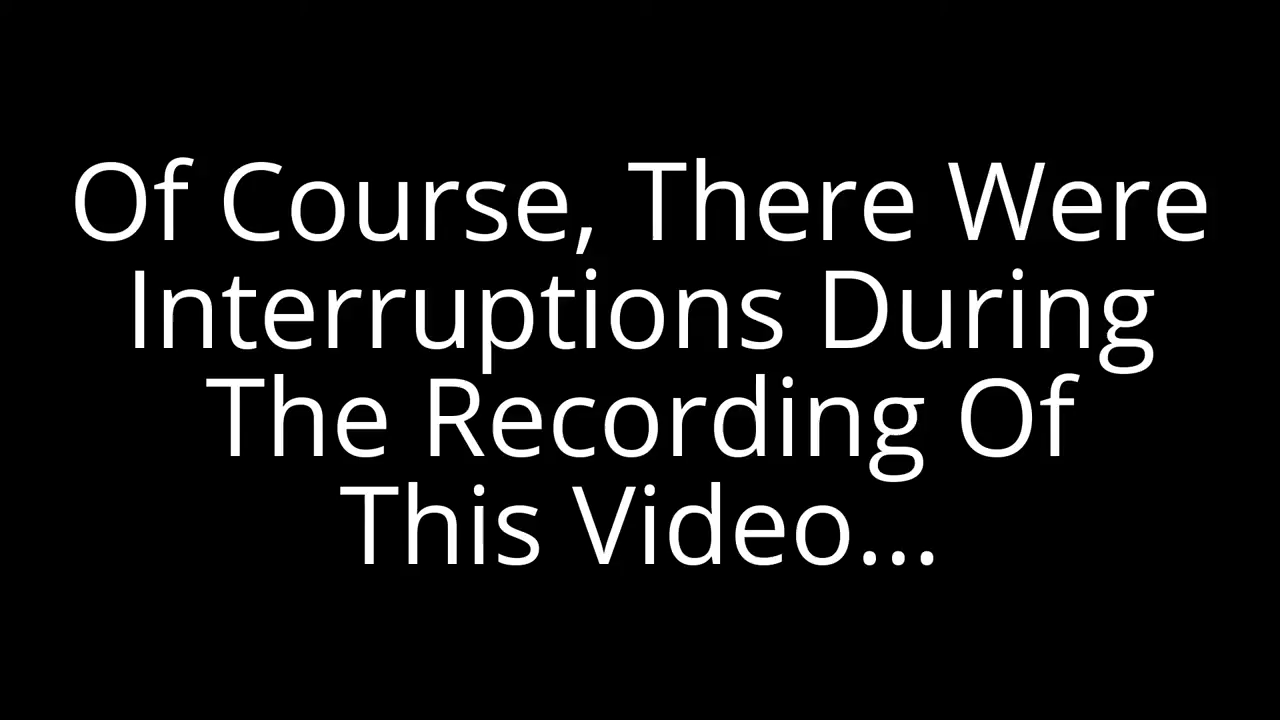 Of Course, There Were
Interruptions During
The Recording Of
This Video...